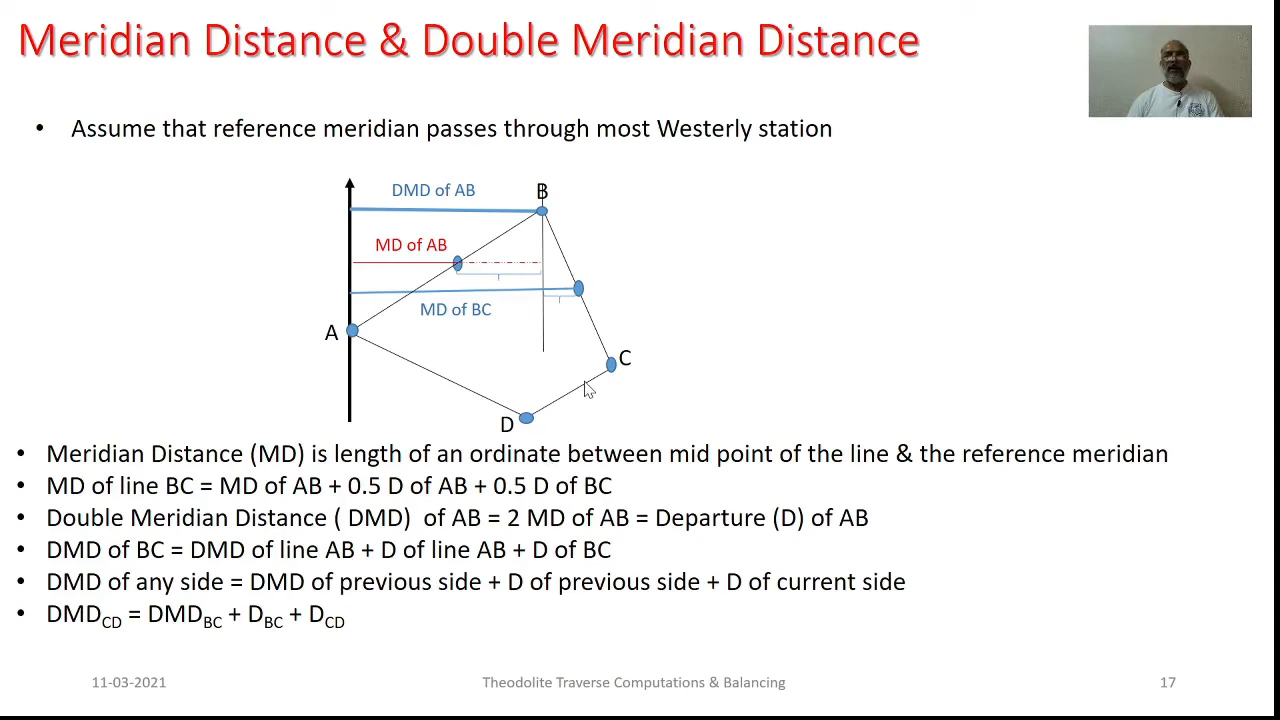 Meridian Distance & Double Meridian Distance
• Assume that reference meridian passes through most Westerly station
DMD of AB
B
MD of AB
MD of BC
A
C
D
• Meridian Distance (MD) is length of an ordinate between mid point of the line & the reference meridian
• MD of line BC = MD of AB + 0.5 D of AB + 0.5 D of BC
• Double Meridian Distance ( DMD) of AB = 2 MD of AB = Departure (D) of AB
• DMD of BC = DMD of line AB + D of line AB + D of BC
• DMD of any side = DMD of previous side + D of previous side + D of current side
• DMD_CD = DMD_BC + D_BC + D_CD
11-03-2021
Theodolite Traverse Computations & Balancing
17